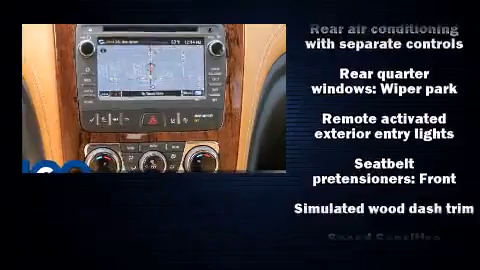 Rear air conditioning
with separate controls
Rear quarter
windows: Wiper park
Remote activated
exterior entry lights
Seatbelt
pretensioners: Front
Simulated wood dash trim